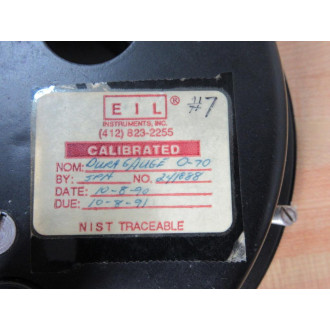 EIL® #7
INSTRUMENTS, INC.
(412) 823-2255
CALIBRATED
NOM: DURAGAUGE 0-70
BY: JPH NO. 241888
DATE: 10-8-90
DUE: 10-8-91
NIST TRACEABLE